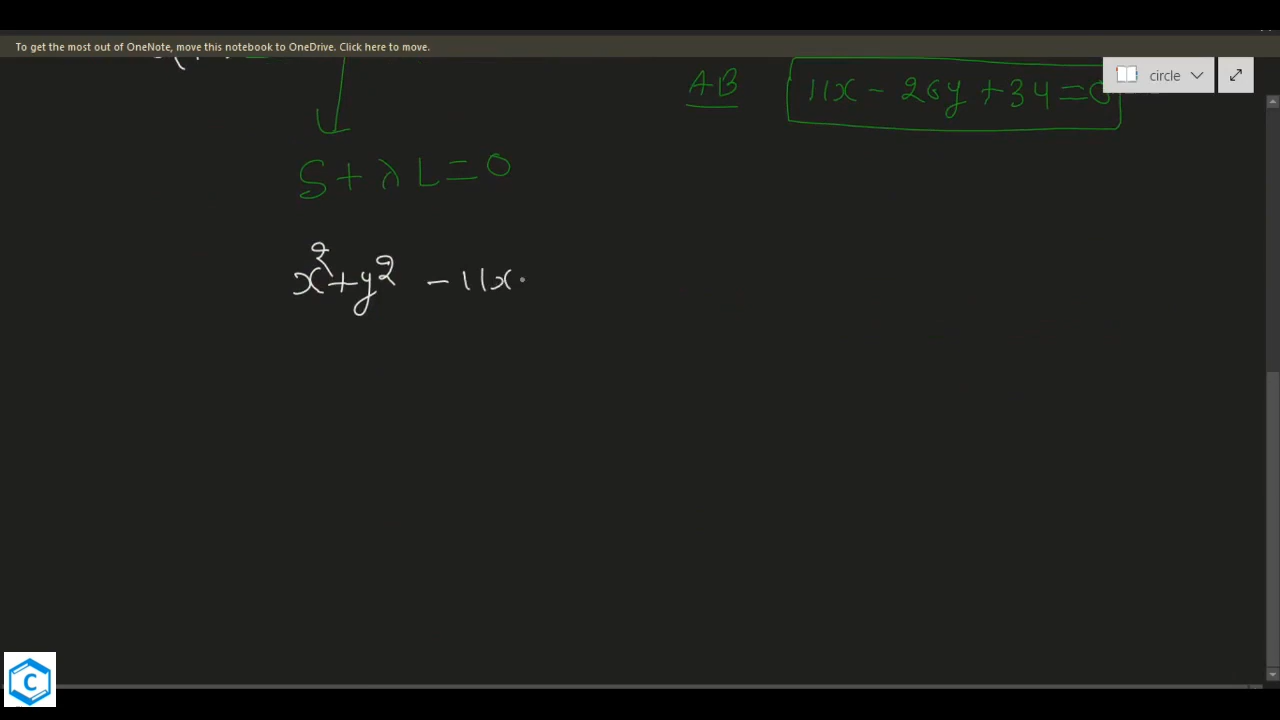 To get the most out of OneNote, move this notebook to OneDrive. Click here to move.
circle
AB 11x - 26y + 34 = 0
S + λL = 0
x² + y² - 11x
C